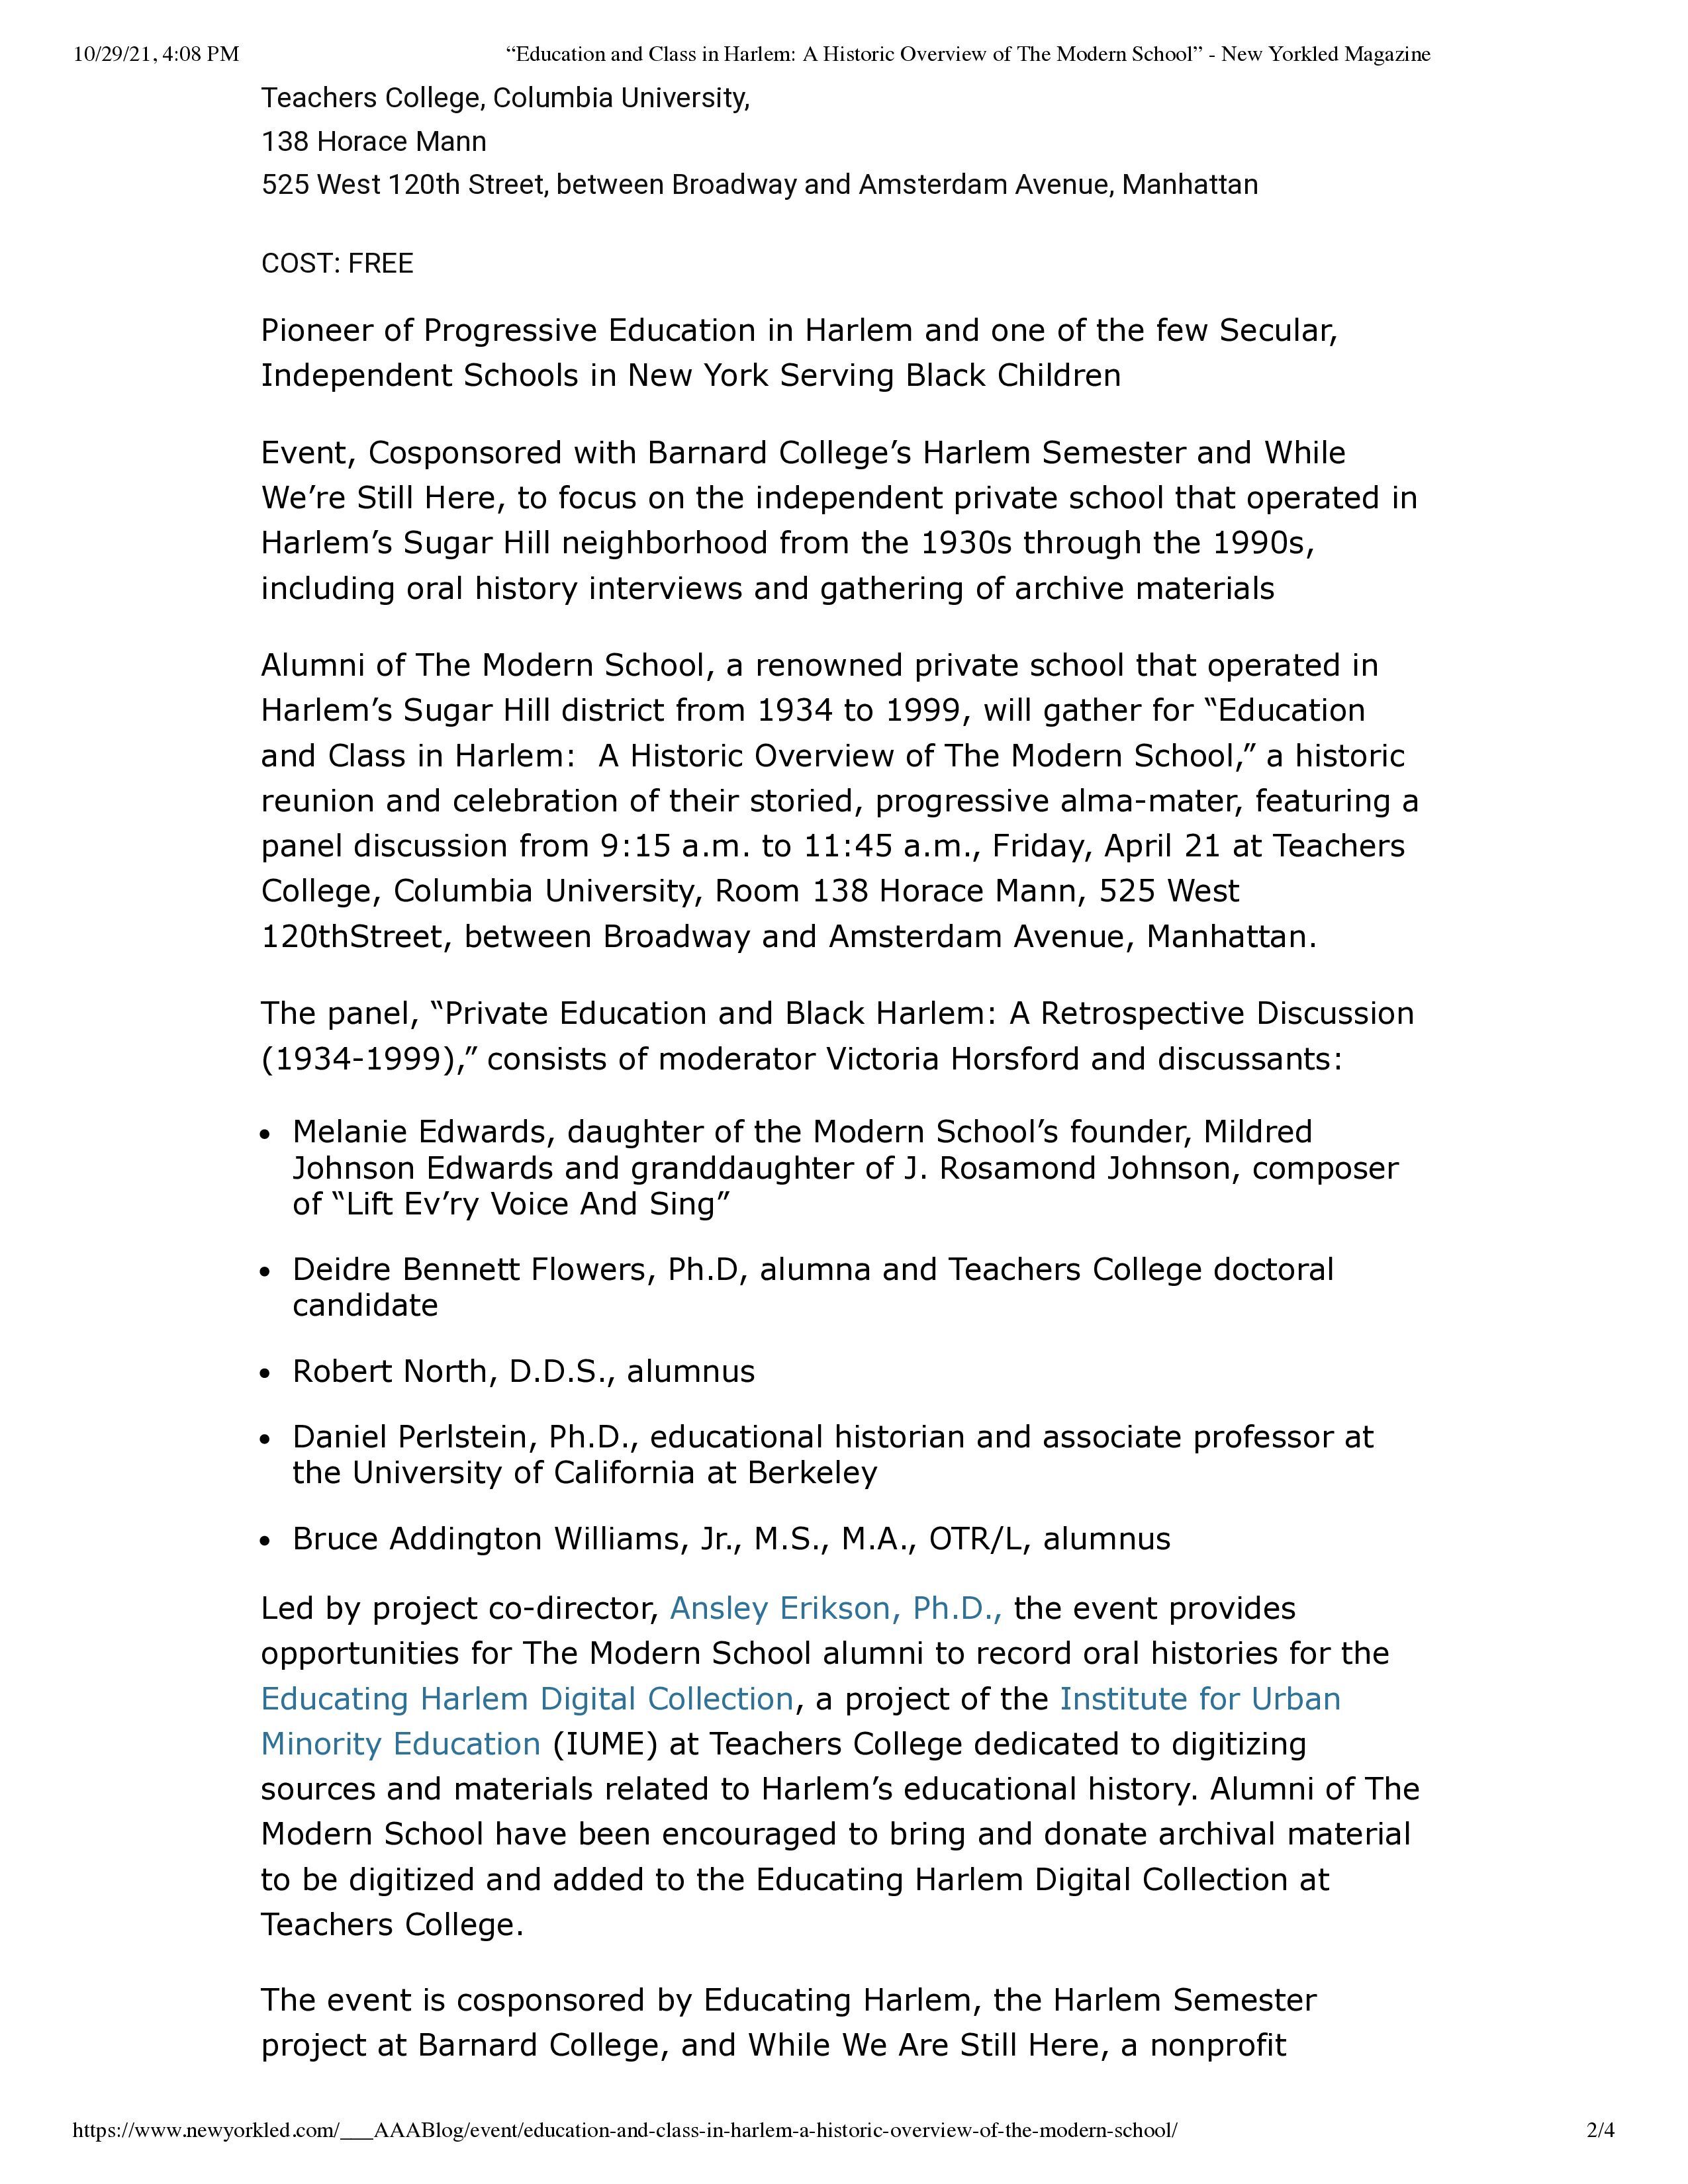 10/29/21, 4:08 PM “Education and Class in Harlem: A Historic Overview of The Modern School” - New Yorkled Magazine
Teachers College, Columbia University,
138 Horace Mann
525 West 120th Street, between Broadway and Amsterdam Avenue, Manhattan
COST: FREE
Pioneer of Progressive Education in Harlem and one of the few Secular,
Independent Schools in New York Serving Black Children
Event, Cosponsored with Barnard College’s Harlem Semester and While
We’re Still Here, to focus on the independent private school that operated in
Harlem’s Sugar Hill neighborhood from the 1930s through the 1990s,
including oral history interviews and gathering of archive materials
Alumni of The Modern School, a renowned private school that operated in
Harlem’s Sugar Hill district from 1934 to 1999, will gather for “Education
and Class in Harlem:  A Historic Overview of The Modern School,” a historic
reunion and celebration of their storied, progressive alma-mater, featuring a
panel discussion from 9:15 a.m. to 11:45 a.m., Friday, April 21 at Teachers
College, Columbia University, Room 138 Horace Mann, 525 West
120thStreet, between Broadway and Amsterdam Avenue, Manhattan.
The panel, “Private Education and Black Harlem: A Retrospective Discussion
(1934-1999),” consists of moderator Victoria Horsford and discussants:
• Melanie Edwards, daughter of the Modern School’s founder, Mildred
Johnson Edwards and granddaughter of J. Rosamond Johnson, composer
of “Lift Ev’ry Voice And Sing”
• Deidre Bennett Flowers, Ph.D, alumna and Teachers College doctoral
candidate
• Robert North, D.D.S., alumnus
• Daniel Perlstein, Ph.D., educational historian and associate professor at
the University of California at Berkeley
• Bruce Addington Williams, Jr., M.S., M.A., OTR/L, alumnus
Led by project co-director, Ansley Erikson, Ph.D., the event provides
opportunities for The Modern School alumni to record oral histories for the
Educating Harlem Digital Collection, a project of the Institute for Urban
Minority Education (IUME) at Teachers College dedicated to digitizing
sources and materials related to Harlem’s educational history. Alumni of The
Modern School have been encouraged to bring and donate archival material
to be digitized and added to the Educating Harlem Digital Collection at
Teachers College.
The event is cosponsored by Educating Harlem, the Harlem Semester
project at Barnard College, and While We Are Still Here, a nonprofit
https://www.newyorkled.com/___AAABlog/event/education-and-class-in-harlem-a-historic-overview-of-the-modern-school/ 2/4